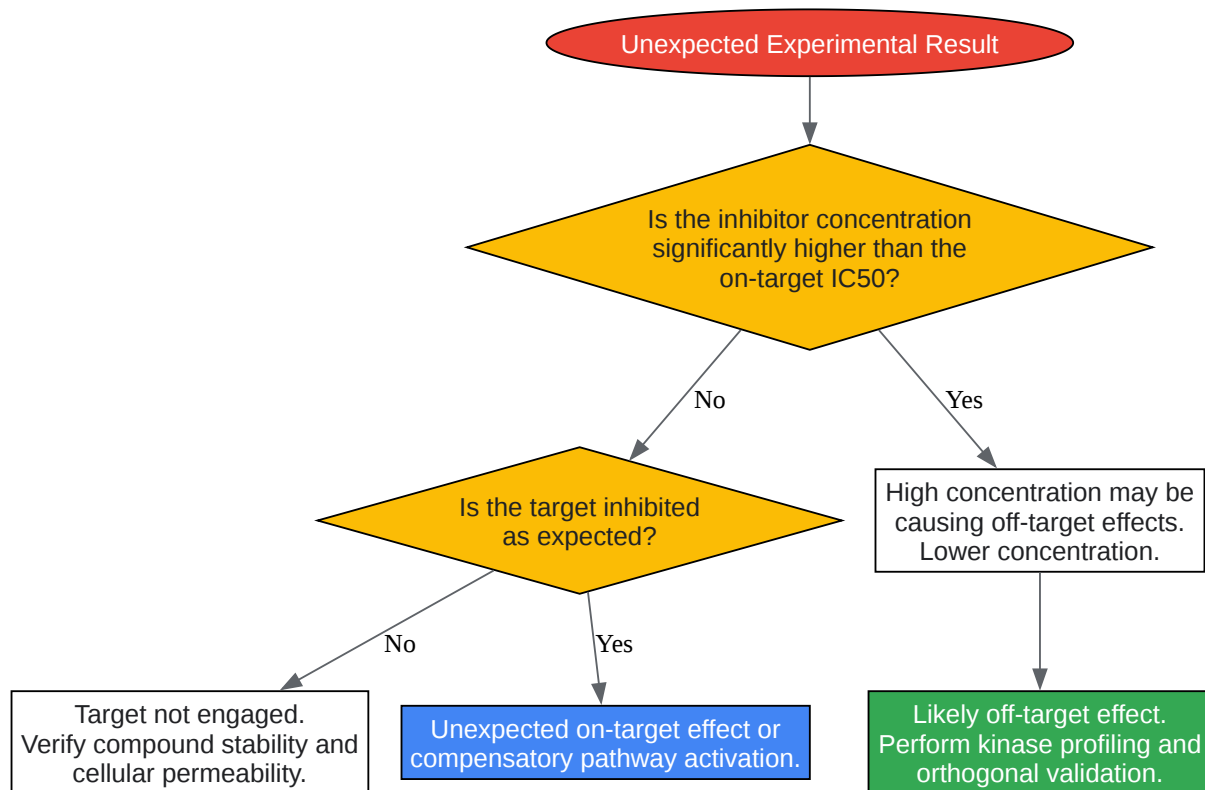 Unexpected Experimental Result
Is the inhibitor concentration
significantly higher than the
on-target IC50?
No
Yes
Is the target inhibited
as expected?
High concentration may be
causing off-target effects.
Lower concentration.
No
Yes
Target not engaged.
Verify compound stability and
cellular permeability.
Unexpected on-target effect or
compensatory pathway activation.
Likely off-target effect.
Perform kinase profiling and
orthogonal validation.